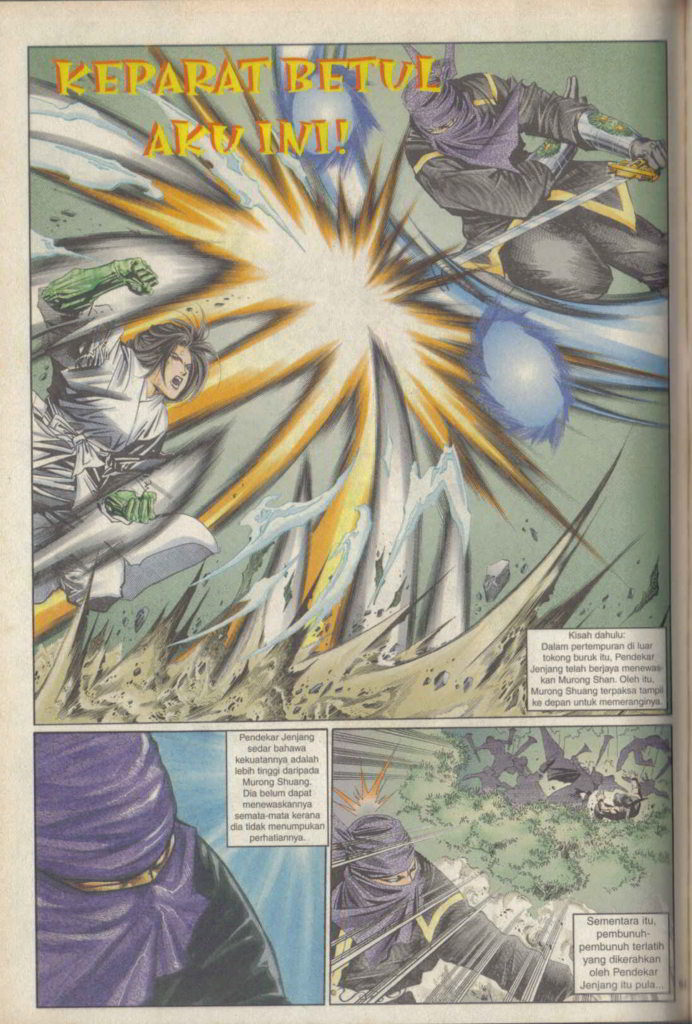 KEPARAT BETUL
AKU INI!
Kisah dahulu:
Dalam pertempuran di luar
tokong buruk itu, Pendekar
Jenjang telah berjaya menewas-
kan Murong Shan. Oleh itu,
Murong Shuang terpaksa tampil
ke depan untuk memeranginya.
Pendekar Jenjang
sedar bahawa
kekuatannya adalah
lebih tinggi daripada
Murong Shuang.
Dia belum dapat
menewaskannya
semata-mata kerana
dia tidak menumpukan
perhatiannya.
Sementara itu,
pembunuh-
pembunuh terlatih
yang dikerahkan
oleh Pendekar
Jenjang itu pula...